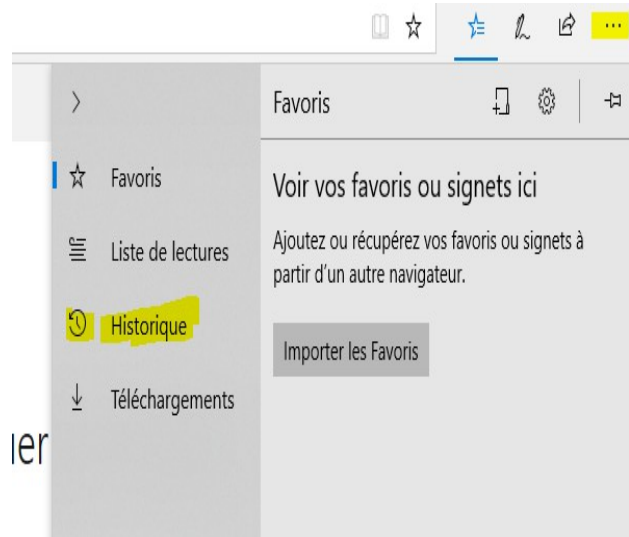 Favoris
Favoris
Liste de lectures
Historique
Téléchargements
Voir vos favoris ou signets ici
Ajoutez ou récupérez vos favoris ou signets à
partir d'un autre navigateur.
Importer les Favoris
ıer